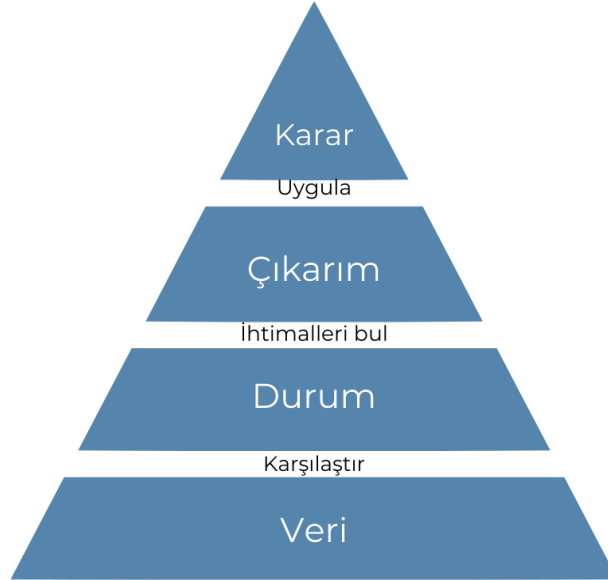 Karar
Uygula
Çıkarım
İhtimalleri bul
Durum
Karşılaştır
Veri